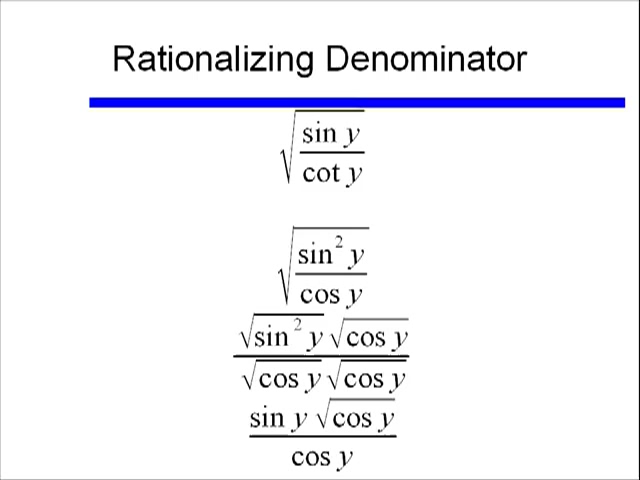 Rationalizing Denominator
√(sin y / cot y)
√(sin² y / cos y)
√(sin² y) √(cos y) / √(cos y) √(cos y)
sin y √(cos y) / cos y